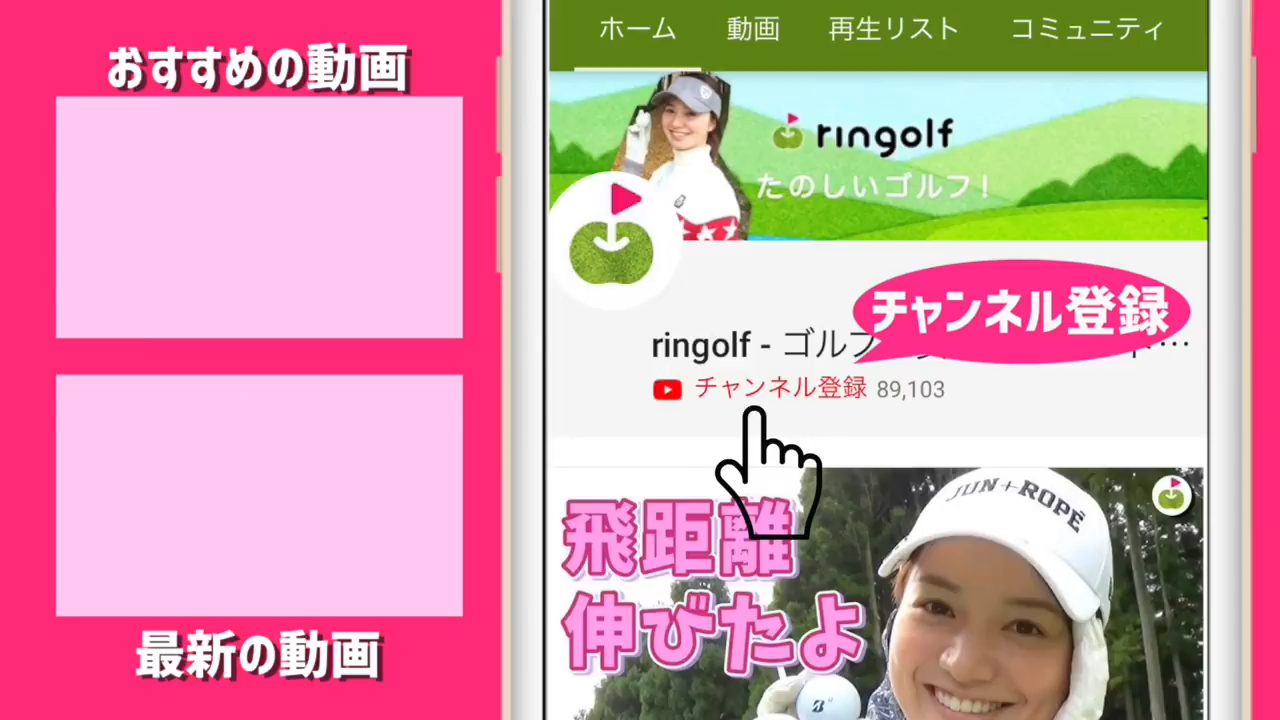 おすすめの動画
最新の動画
ホーム 動画 再生リスト コミュニティ
ringolf
たのしいゴルフ!
チャンネル登録
ringolf - ゴルフ
チャンネル登録 89,103
JUN+ROPÉ
飛距離
伸びたよ
B